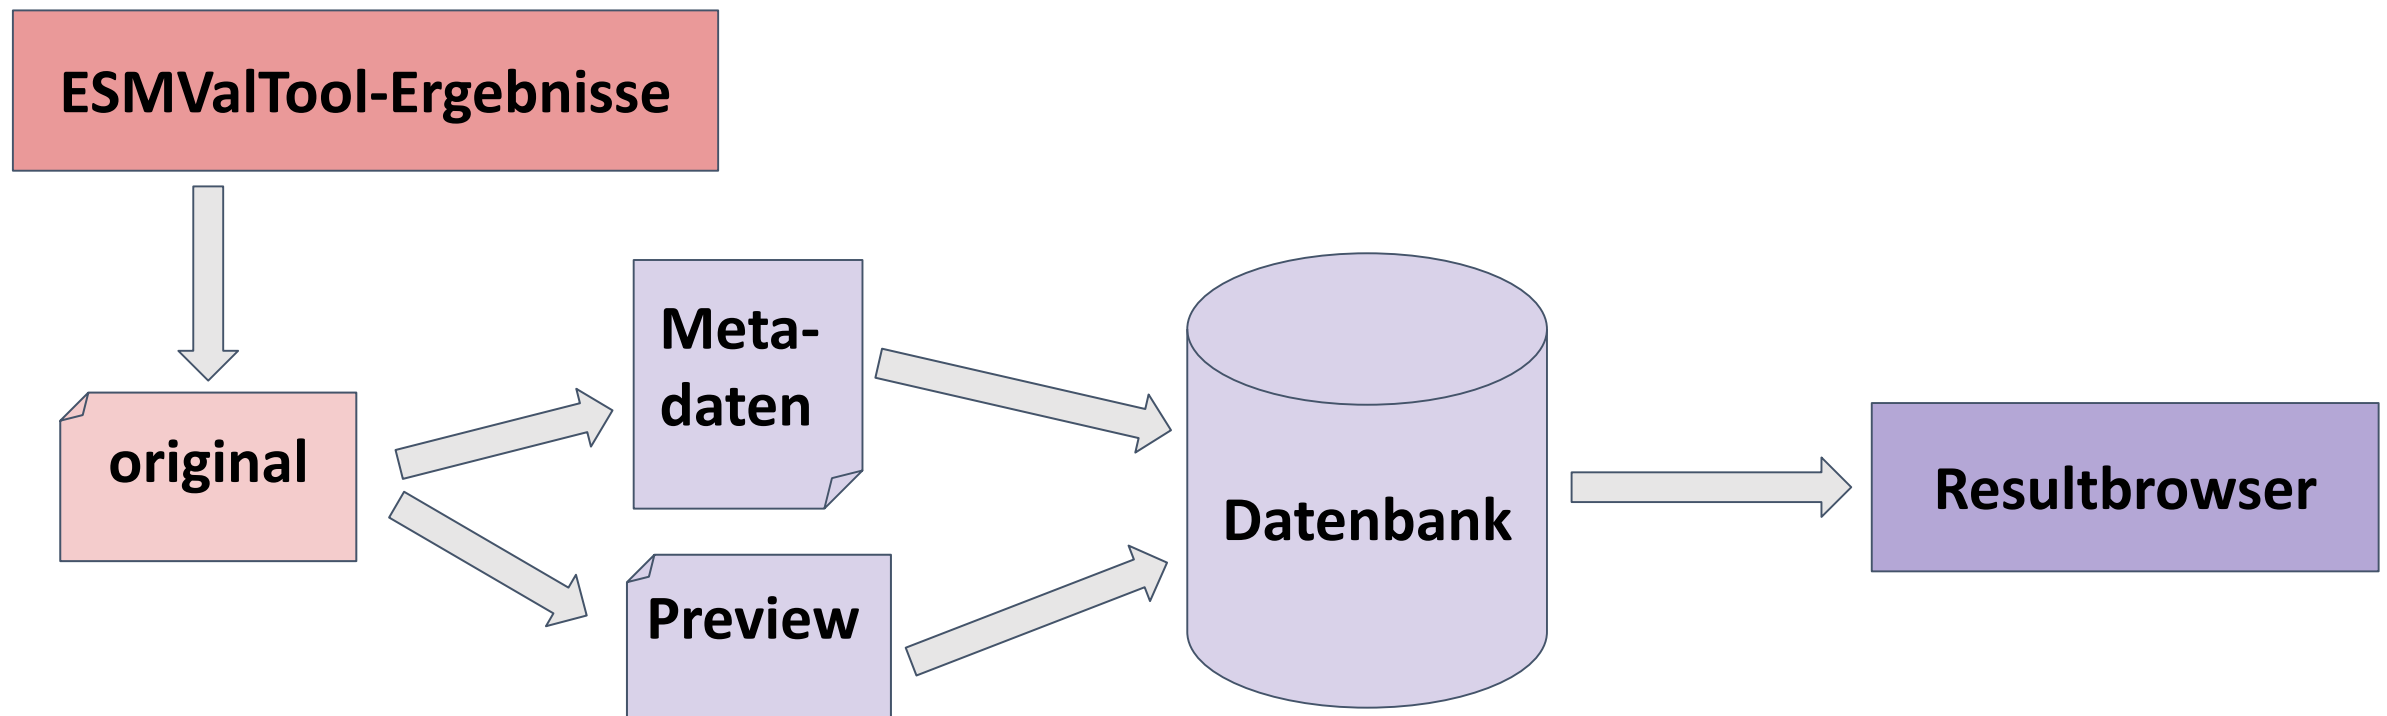 ESMValTool-Ergebnisse
original
Meta-
daten
Preview
Datenbank
Resultbrowser